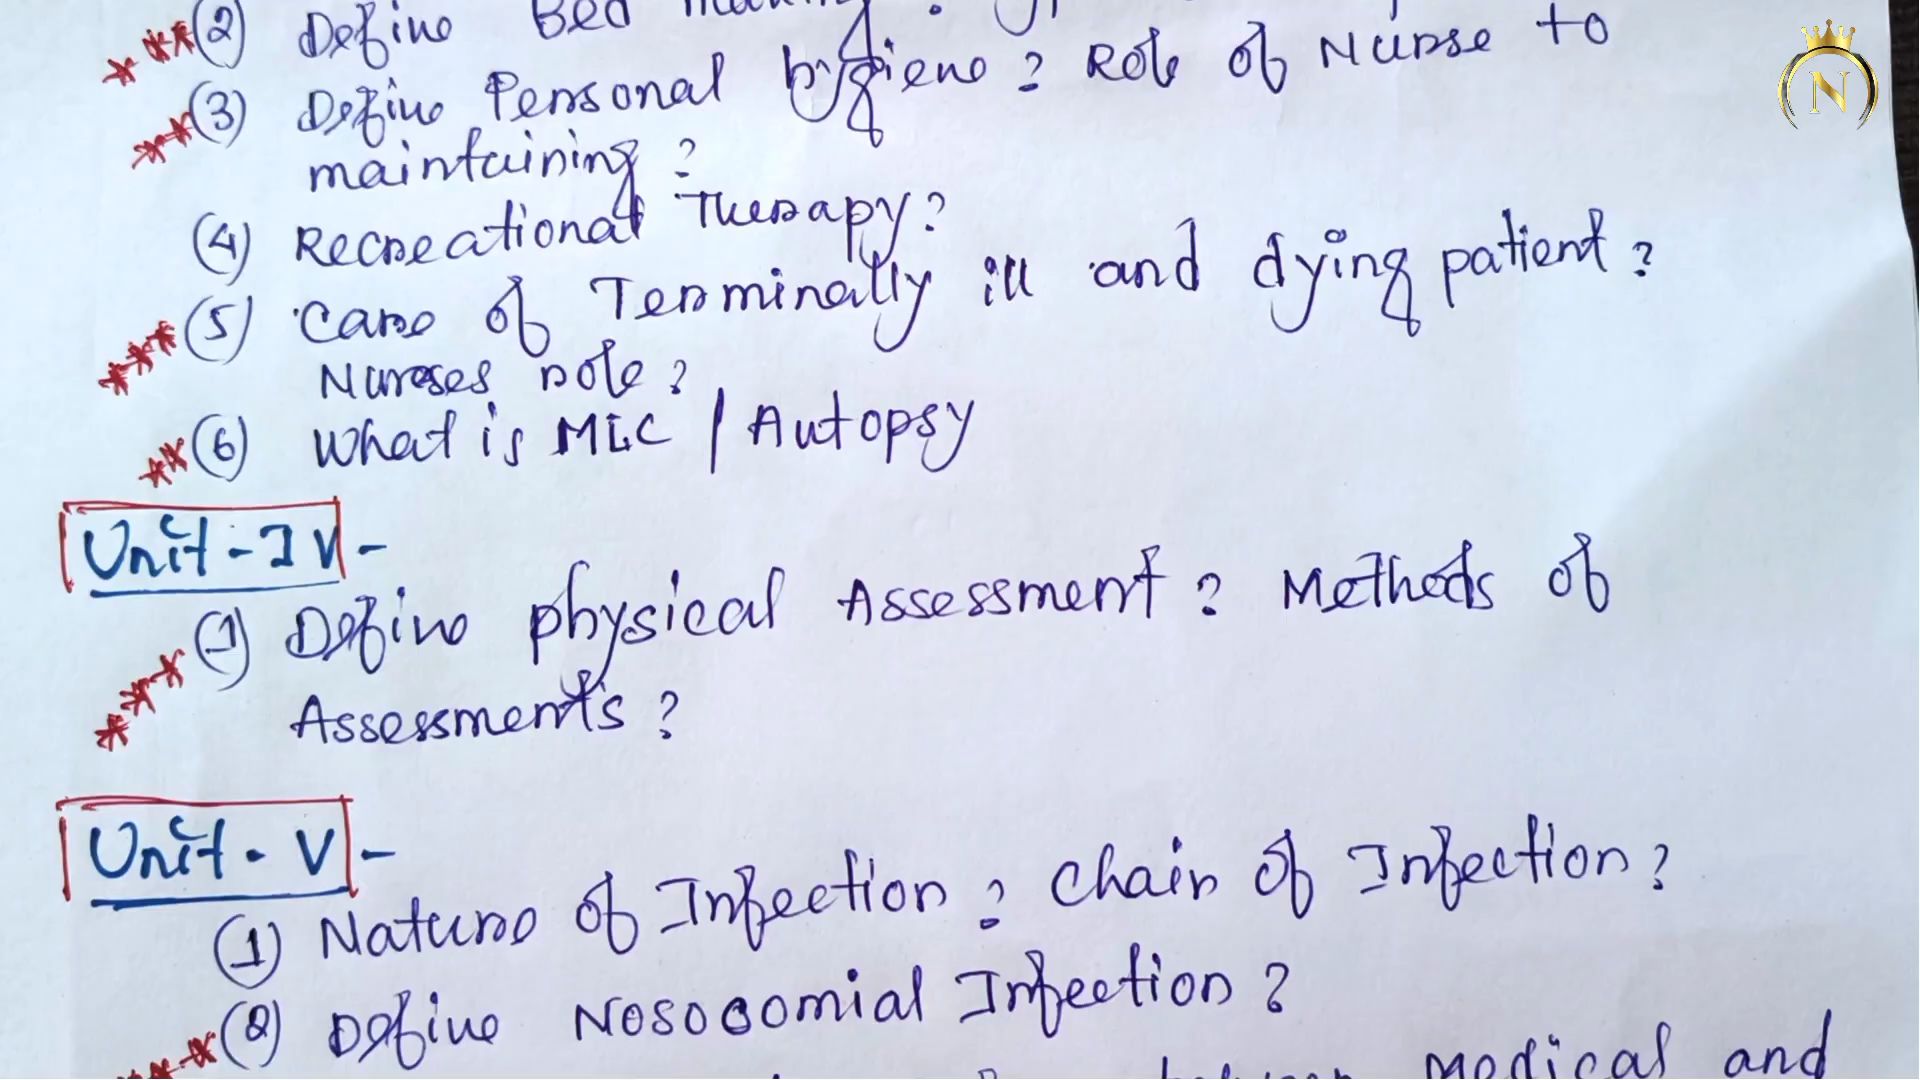 (2) Define Bed making ?
(3) Define Personal hygiene ? Role of Nurse to
maintaining ?
(4) Recreational Therapy ?
(5) Care of Terminally ill and dying patient ?
Nurses role ?
(6) What is MLC / Autopsy
Unit - IV -
(1) Define physical Assessment ? Methods of
Assessments ?
Unit - V -
(1) Nature of Infection ? Chain of Infection ?
(2) Define Nosocomial Infection ?
between Medical and
N